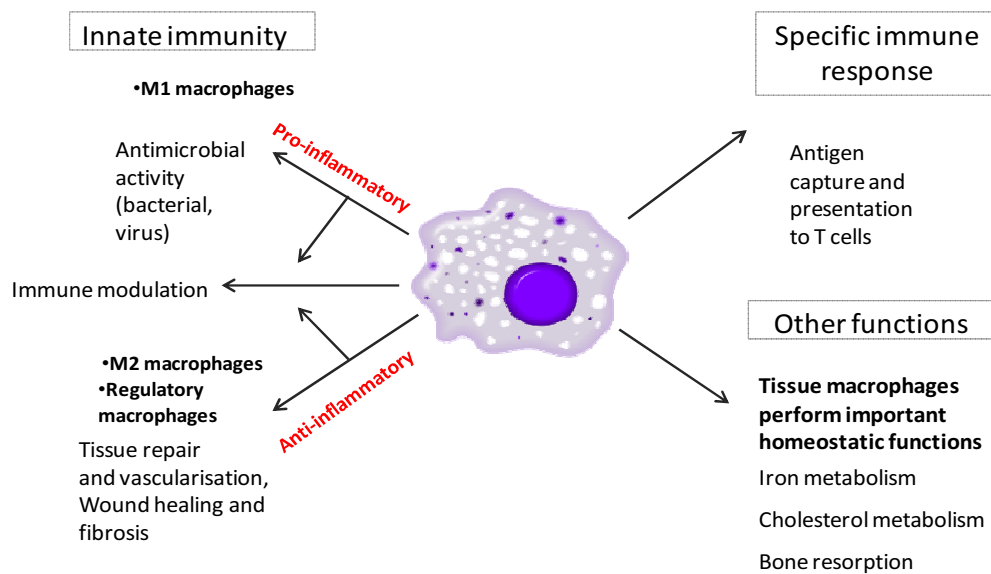 Innate immunity
•M1 macrophages
Pro-inflammatory
Antimicrobial
activity
(bacterial,
virus)
Immune modulation
•M2 macrophages
•Regulatory
macrophages
Anti-inflammatory
Tissue repair
and vascularisation,
Wound healing and
fibrosis
Specific immune
response
Antigen
capture and
presentation
to T cells
Other functions
Tissue macrophages
perform important
homeostatic functions
Iron metabolism
Cholesterol metabolism
Bone resorption